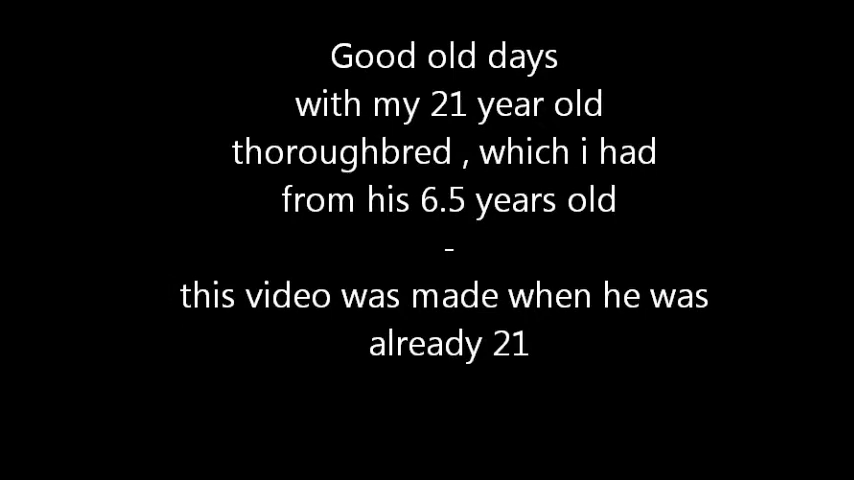 Good old days
with my 21 year old
thoroughbred , which i had
from his 6.5 years old
-
this video was made when he was
already 21